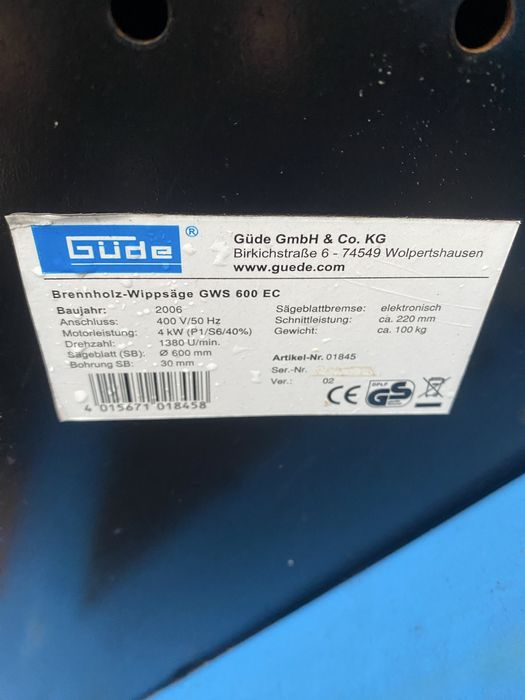 Güde ®
Güde GmbH & Co. KG
Birkichstraße 6 - 74549 Wolpertshausen
www.guede.com
Brennholz-Wippsäge GWS 600 EC
Baujahr: 2006
Anschluss: 400 V/50 Hz
Motorleistung: 4 kW (P1/S6/40%)
Drehzahl: 1380 U/min.
Sägeblatt (SB): Ø 600 mm
Bohrung SB: 30 mm
Sägeblattbremse: elektronisch
Schnittleistung: ca. 220 mm
Gewicht: ca. 100 kg
Artikel-Nr. 01845
Ser.-Nr.
Ver.: 02
4 015671 018458
CE DPLF GS